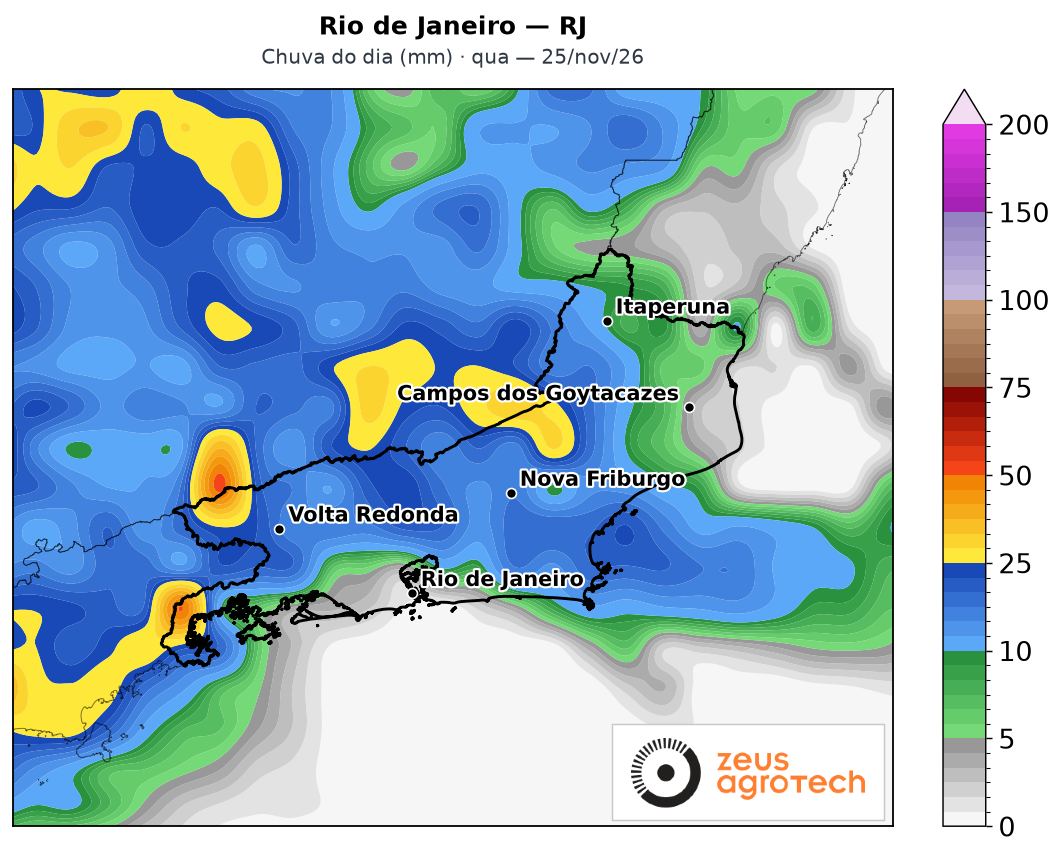 Rio de Janeiro — RJ
Chuva do dia (mm) · qua — 25/nov/26
Itaperuna
Campos dos Goytacazes
Nova Friburgo
Volta Redonda
Rio de Janeiro
200
150
100
75
50
25
10
5
0
zeus
agrotech